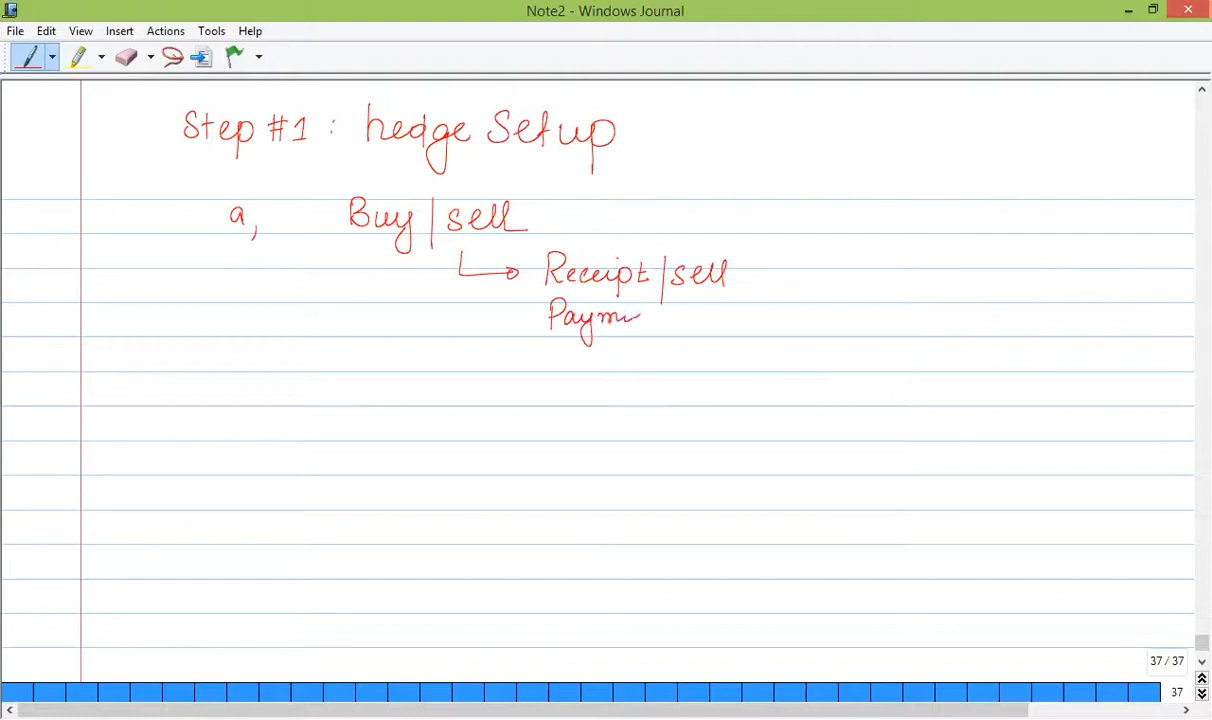 Note2 - Windows Journal
File Edit View Insert Actions Tools Help
Step #1 : hedge Setup
a, Buy|sell
Receipt|sell
Paym
37 / 37
37